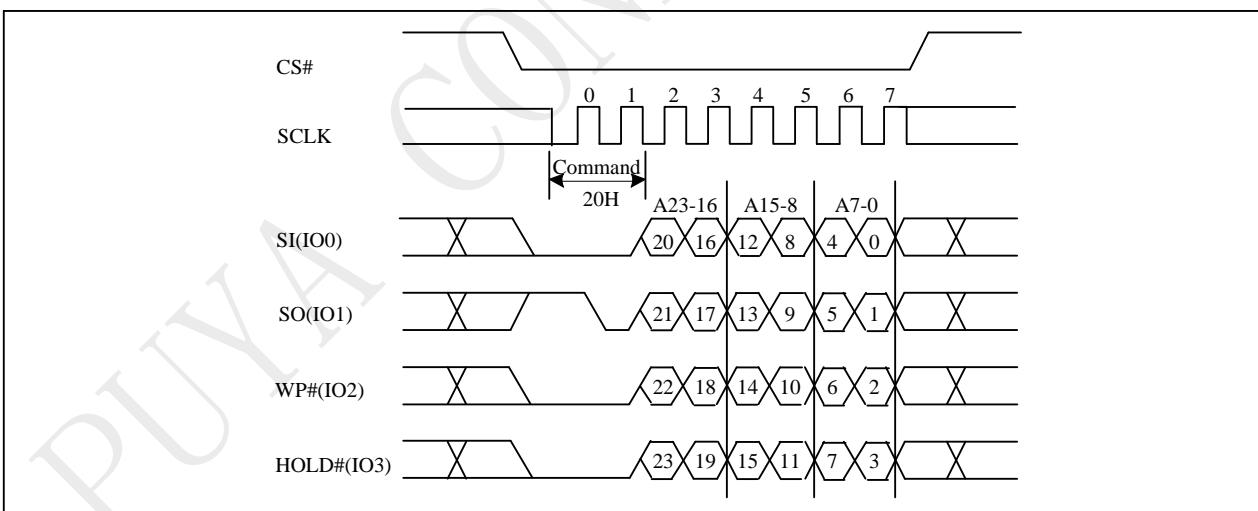 CS#
0 1 2 3 4 5 6 7
SCLK
Command
20H
A23-16 A15-8 A7-0
SI(IO0) 20 16 12 8 4 0
SO(IO1) 21 17 13 9 5 1
WP#(IO2) 22 18 14 10 6 2
HOLD#(IO3) 23 19 15 11 7 3
PUYA